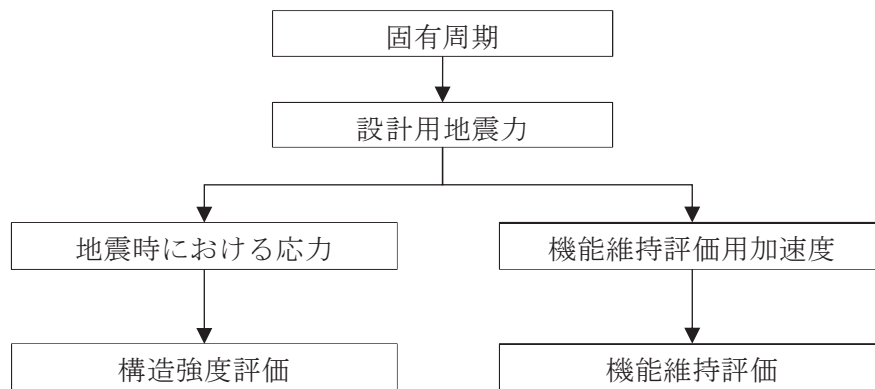 固有周期
設計用地震力
地震時における応力
機能維持評価用加速度
構造強度評価
機能維持評価